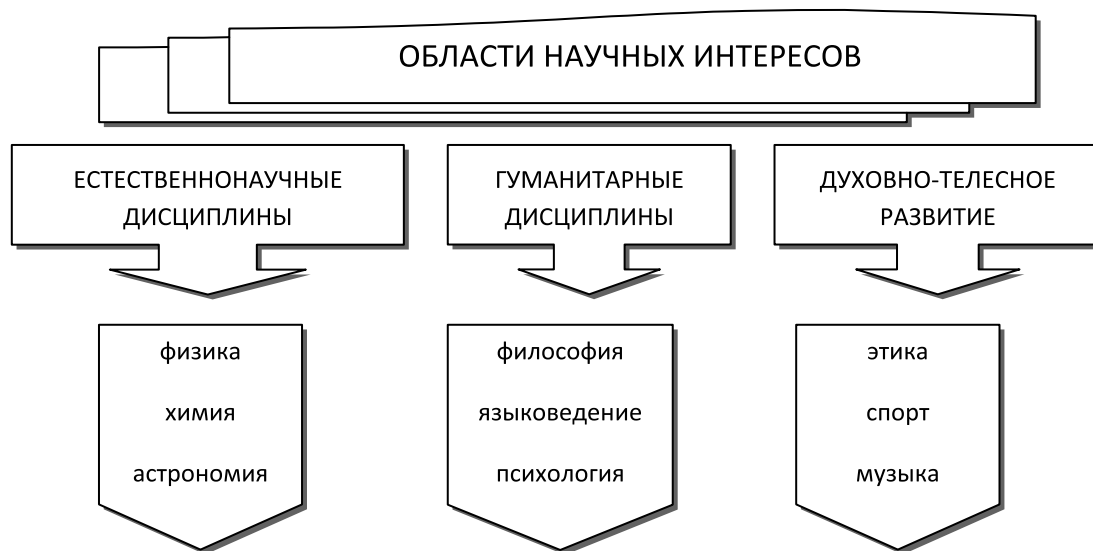 ОБЛАСТИ НАУЧНЫХ ИНТЕРЕСОВ
ЕСТЕСТВЕННОНАУЧНЫЕ
ДИСЦИПЛИНЫ
ГУМАНИТАРНЫЕ
ДИСЦИПЛИНЫ
ДУХОВНО-ТЕЛЕСНОЕ
РАЗВИТИЕ
физика
химия
астрономия
философия
языковедение
психология
этика
спорт
музыка